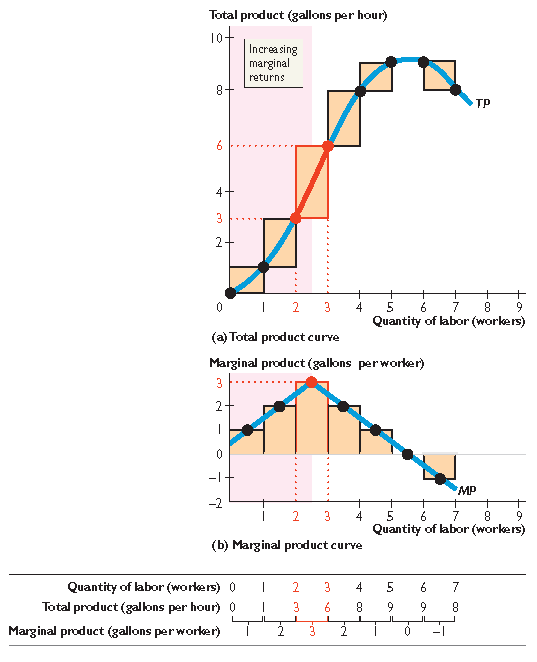 Total product (gallons per hour)
10
Increasing
marginal
returns
8
TP
6
4
3
2
0 1 2 3 4 5 6 7 8 9
Quantity of labor (workers)
(a) Total product curve
Marginal product (gallons per worker)
3
2
1
0
–1
MP
–2
1 2 3 4 5 6 7 8 9
Quantity of labor (workers)
(b) Marginal product curve
Quantity of labor (workers) 0 1 2 3 4 5 6 7
Total product (gallons per hour) 0 1 3 6 8 9 9 8
Marginal product (gallons per worker) 1 2 3 2 1 0 –1